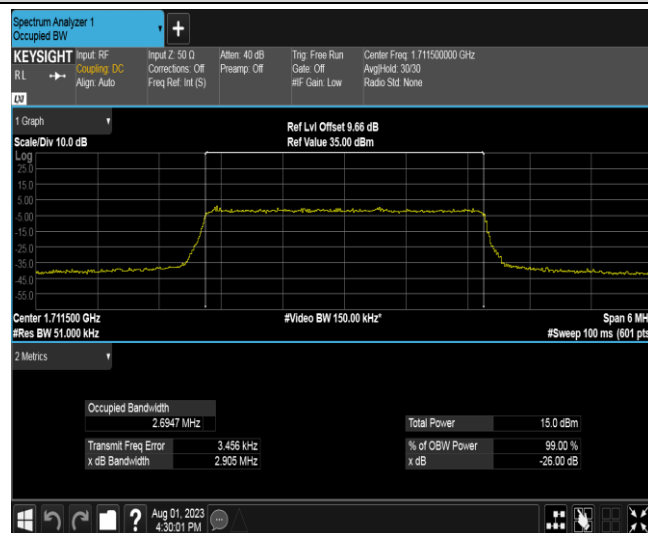 Spectrum Analyzer 1
Occupied BW
+
KEYSIGHT Input: RF Input Z: 50 Ω Atten: 40 dB Trig: Free Run Center Freq: 1.711500000 GHz
RL Coupling: DC Corrections: Off Preamp: Off Gate: Off Avg|Hold: 30/30
Align: Auto Freq Ref: Int (S) #IF Gain: Low Radio Std: None
LXI
1 Graph
Ref Lvl Offset 9.66 dB
Scale/Div 10.0 dB Ref Value 35.00 dBm
Log
25.0
15.0
5.00
-5.00
-15.0
-25.0
-35.0
-45.0
-55.0
Center 1.711500 GHz #Video BW 150.00 kHz* Span 6 MH
#Res BW 51.000 kHz #Sweep 100 ms (601 pts
2 Metrics
Occupied Bandwidth
2.6947 MHz Total Power 15.0 dBm
Transmit Freq Error 3.456 kHz % of OBW Power 99.00 %
x dB Bandwidth 2.905 MHz x dB -26.00 dB
? Aug 01, 2023
4:30:01 PM